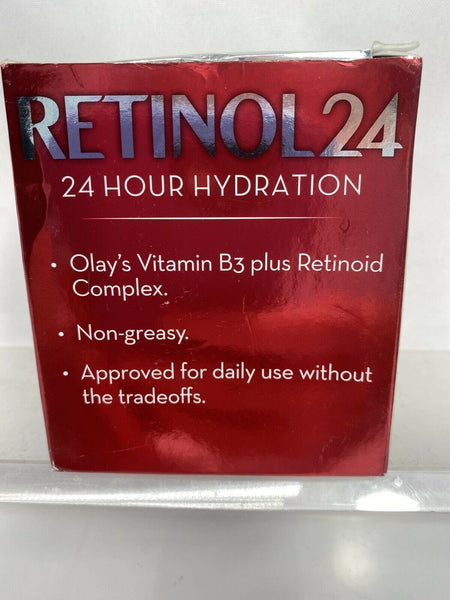 RETINOL24
24 HOUR HYDRATION
• Olay's Vitamin B3 plus Retinoid
Complex.
• Non-greasy.
• Approved for daily use without
the tradeoffs.